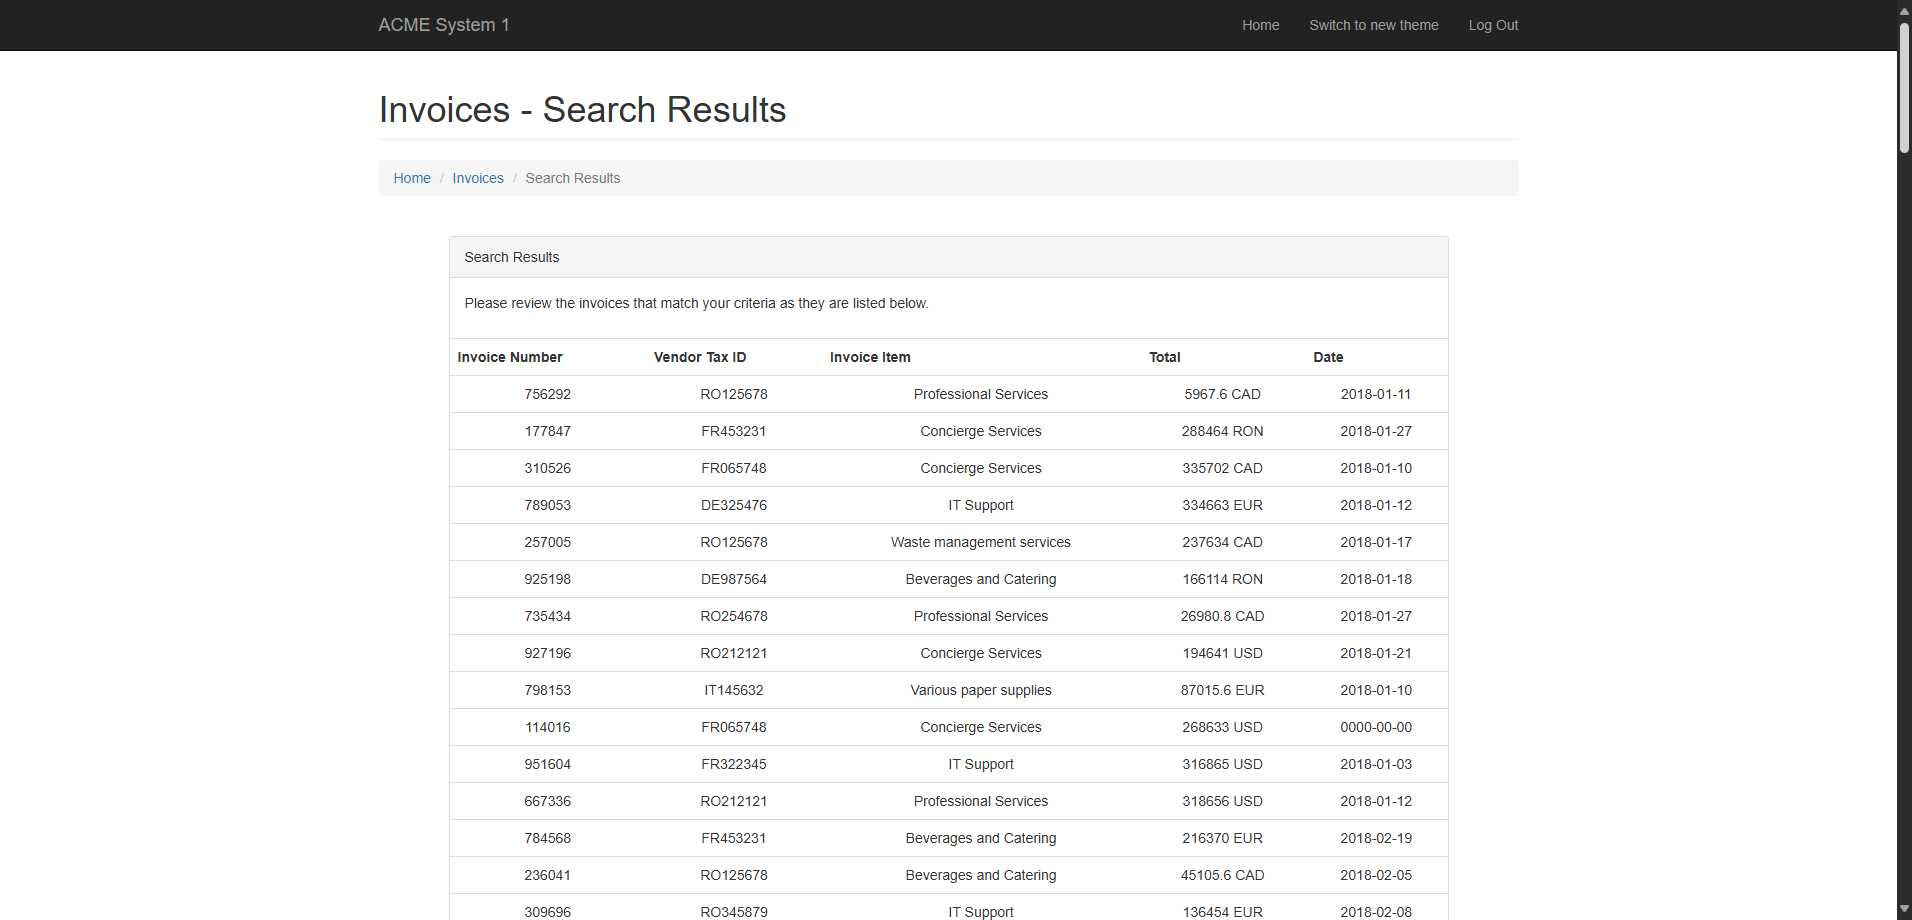 ACME System 1 Home Switch to new theme Log Out
Invoices - Search Results
Home / Invoices / Search Results
Search Results
Please review the invoices that match your criteria as they are listed below.
Invoice Number Vendor Tax ID Invoice Item Total Date
756292 RO125678 Professional Services 5967.6 CAD 2018-01-11
177847 FR453231 Concierge Services 288464 RON 2018-01-27
310526 FR065748 Concierge Services 335702 CAD 2018-01-10
789053 DE325476 IT Support 334663 EUR 2018-01-12
257005 RO125678 Waste management services 237634 CAD 2018-01-17
925198 DE987564 Beverages and Catering 166114 RON 2018-01-18
735434 RO254678 Professional Services 26980.8 CAD 2018-01-27
927196 RO212121 Concierge Services 194641 USD 2018-01-21
798153 IT145632 Various paper supplies 87015.6 EUR 2018-01-10
114016 FR065748 Concierge Services 268633 USD 0000-00-00
951604 FR322345 IT Support 316865 USD 2018-01-03
667336 RO212121 Professional Services 318656 USD 2018-01-12
784568 FR453231 Beverages and Catering 216370 EUR 2018-02-19
236041 RO125678 Beverages and Catering 45105.6 CAD 2018-02-05
309696 RO345879 IT Support 136454 EUR 2018-02-08